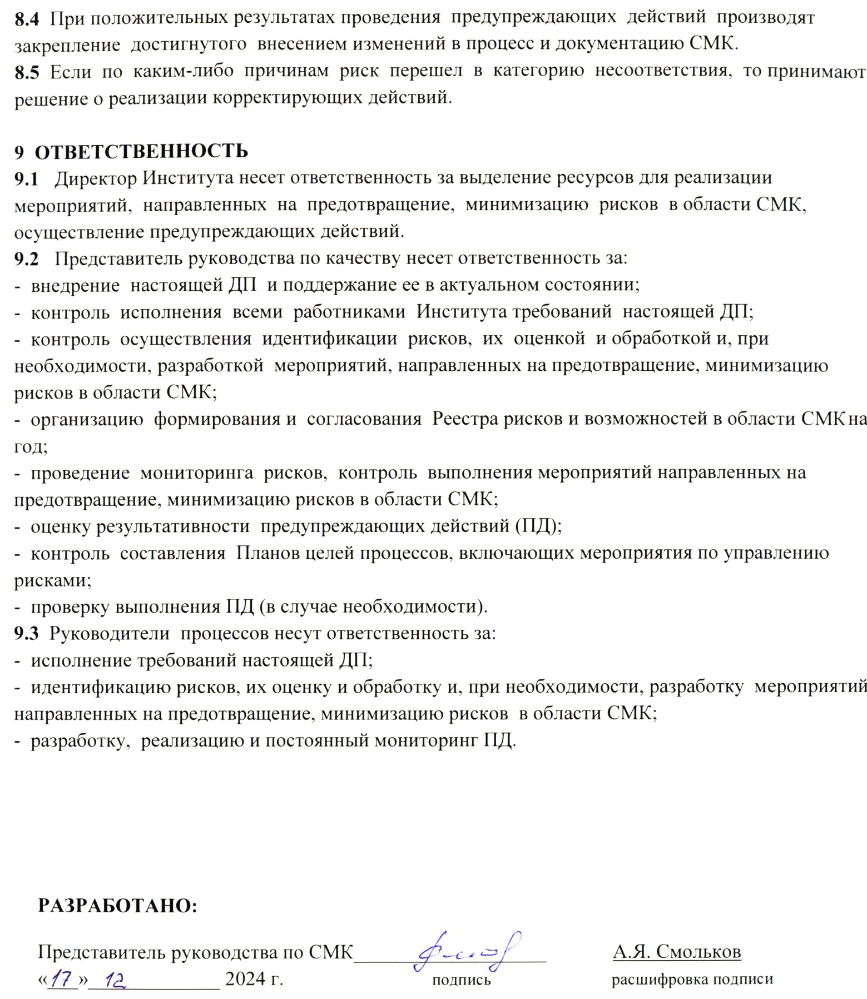 8.4 При положительных результатах проведения предупреждающих действий производят
закрепление достигнутого внесением изменений в процесс и документацию СМК.
8.5 Если по каким-либо причинам риск перешел в категорию несоответствия, то принимают
решение о реализации корректирующих действий.
9 ОТВЕТСТВЕННОСТЬ
9.1 Директор Института несет ответственность за выделение ресурсов для реализации
мероприятий, направленных на предотвращение, минимизацию рисков в области СМК,
осуществление предупреждающих действий.
9.2 Представитель руководства по качеству несет ответственность за:
- внедрение настоящей ДП и поддержание ее в актуальном состоянии;
- контроль исполнения всеми работниками Института требований настоящей ДП;
- контроль осуществления идентификации рисков, их оценкой и обработкой и, при
необходимости, разработкой мероприятий, направленных на предотвращение, минимизацию
рисков в области СМК;
- организацию формирования и согласования Реестра рисков и возможностей в области СМК на
год;
- проведение мониторинга рисков, контроль выполнения мероприятий направленных на
предотвращение, минимизацию рисков в области СМК;
- оценку результативности предупреждающих действий (ПД);
- контроль составления Планов целей процессов, включающих мероприятия по управлению
рисками;
- проверку выполнения ПД (в случае необходимости).
9.3 Руководители процессов несут ответственность за:
- исполнение требований настоящей ДП;
- идентификацию рисков, их оценку и обработку и, при необходимости, разработку мероприятий
направленных на предотвращение, минимизацию рисков в области СМК;
- разработку, реализацию и постоянный мониторинг ПД.
РАЗРАБОТАНО:
Представитель руководства по СМК А.Я. Смольков
«17» 12 2024 г. подпись расшифровка подписи